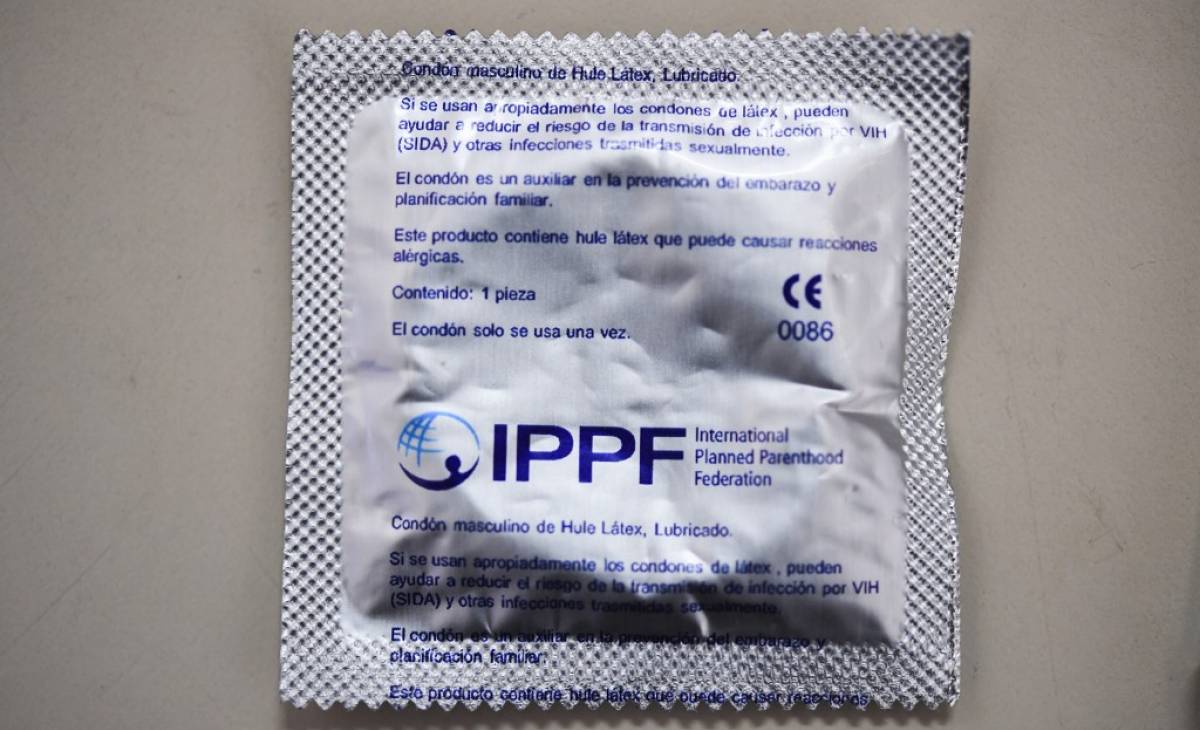 Condón masculino de Hule Látex, Lubricado.
Si se usan apropiadamente los condones de látex , pueden
ayudar a reducir el riesgo de la transmisión de infección por VIH
(SIDA) y otras infecciones trasmitidas sexualmente.
El condón es un auxiliar en la prevención del embarazo y
planificación familiar.
Este producto contiene hule látex que puede causar reacciones
alérgicas.
Contenido: 1 pieza
CE
El condón solo se usa una vez.
0086
IPPF
International
Planned Parenthood
Federation
Condón masculino de Hule Látex, Lubricado.
Si se usan apropiadamente los condones de látex , pueden
ayudar a reducir el riesgo de la transmisión de infección por VIH
(SIDA) y otras infecciones trasmitidas sexualmente.
El condón es un auxiliar en la prevención del embarazo y
planificación familiar.
Este producto contiene hule látex que puede causar reacciones